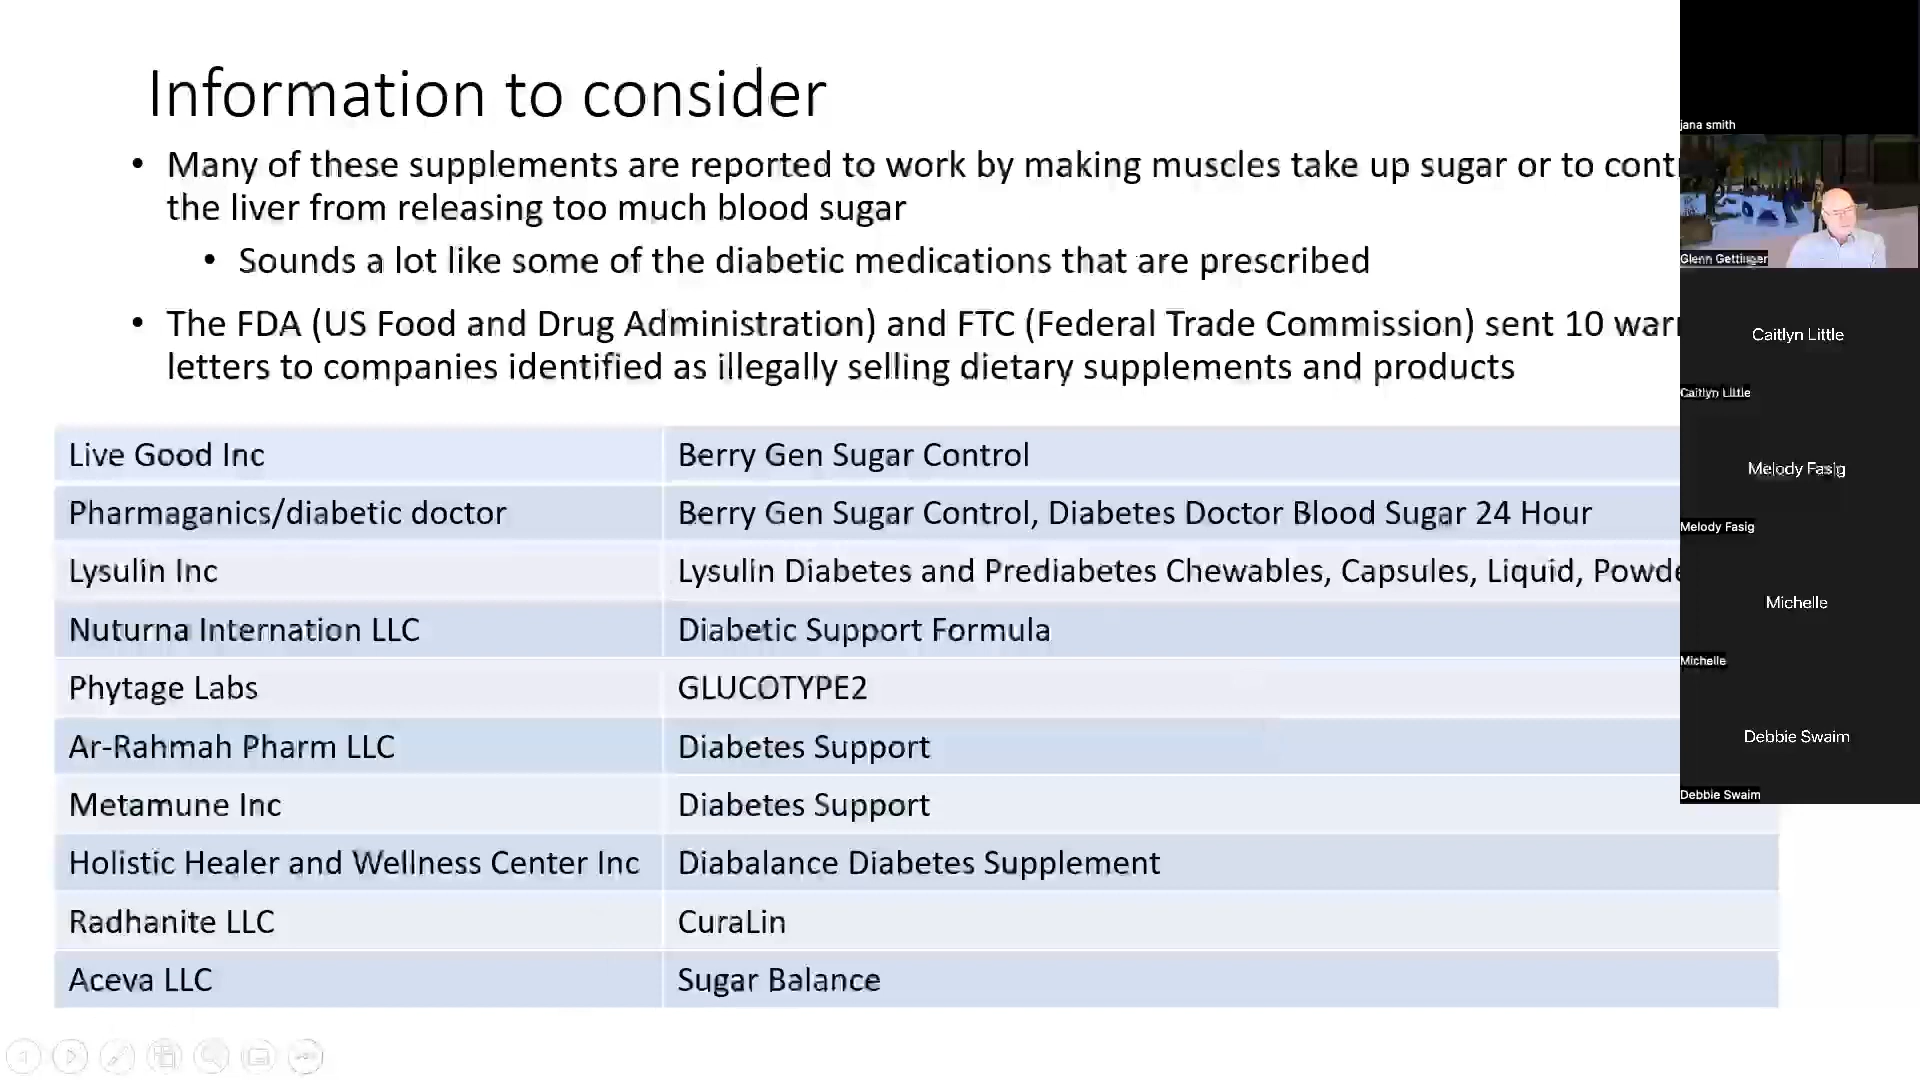 Information to consider
• Many of these supplements are reported to work by making muscles take up sugar or to
the liver from releasing too much blood sugar
• Sounds a lot like some of the diabetic medications that are prescribed
• The FDA (US Food and Drug Administration) and FTC (Federal Trade Commission) sent 10
letters to companies identified as illegally selling dietary supplements and products
Live Good Inc Berry Gen Sugar Control
Pharmaganics/diabetic doctor Berry Gen Sugar Control, Diabetes Doctor Blood Sugar 24 Hour
Lysulin Inc Lysulin Diabetes and Prediabetes Chewables, Capsules, Liquid,
Nuturna Internation LLC Diabetic Support Formula
Phytage Labs GLUCOTYPE2
Ar-Rahmah Pharm LLC Diabetes Support
Metamune Inc Diabetes Support
Holistic Healer and Wellness Center Inc Diabalance Diabetes Supplement
Radhanite LLC CuraLin
Aceva LLC Sugar Balance
jana smith
Glenn Gettinger
Caitlyn Little
Caitlyn Little
Melody Fasig
Melody Fasig
Michelle
Michelle
Debbie Swaim
Debbie Swaim